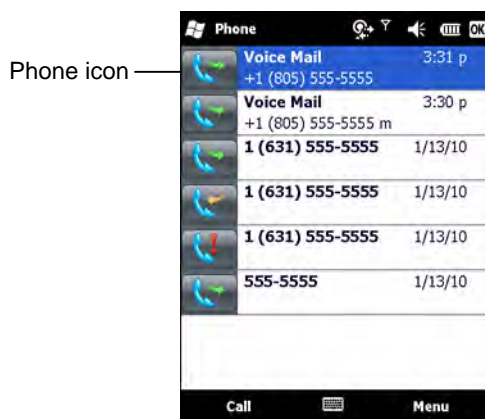 Phone
OK
Phone icon
Voice Mail 3:31 p
+1 (805) 555-5555
Voice Mail 3:30 p
+1 (805) 555-5555 m
1 (631) 555-5555 1/13/10
1 (631) 555-5555 1/13/10
1 (631) 555-5555 1/13/10
555-5555 1/13/10
Call Menu